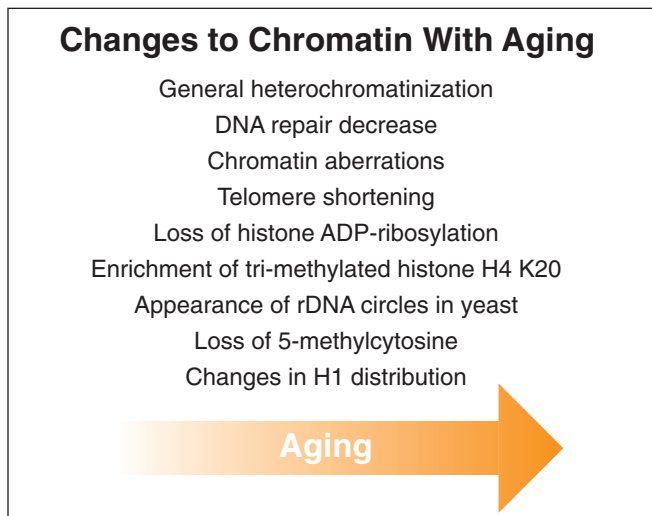 Changes to Chromatin With Aging
General heterochromatinization
DNA repair decrease
Chromatin aberrations
Telomere shortening
Loss of histone ADP-ribosylation
Enrichment of tri-methylated histone H4 K20
Appearance of rDNA circles in yeast
Loss of 5-methylcytosine
Changes in H1 distribution
Aging